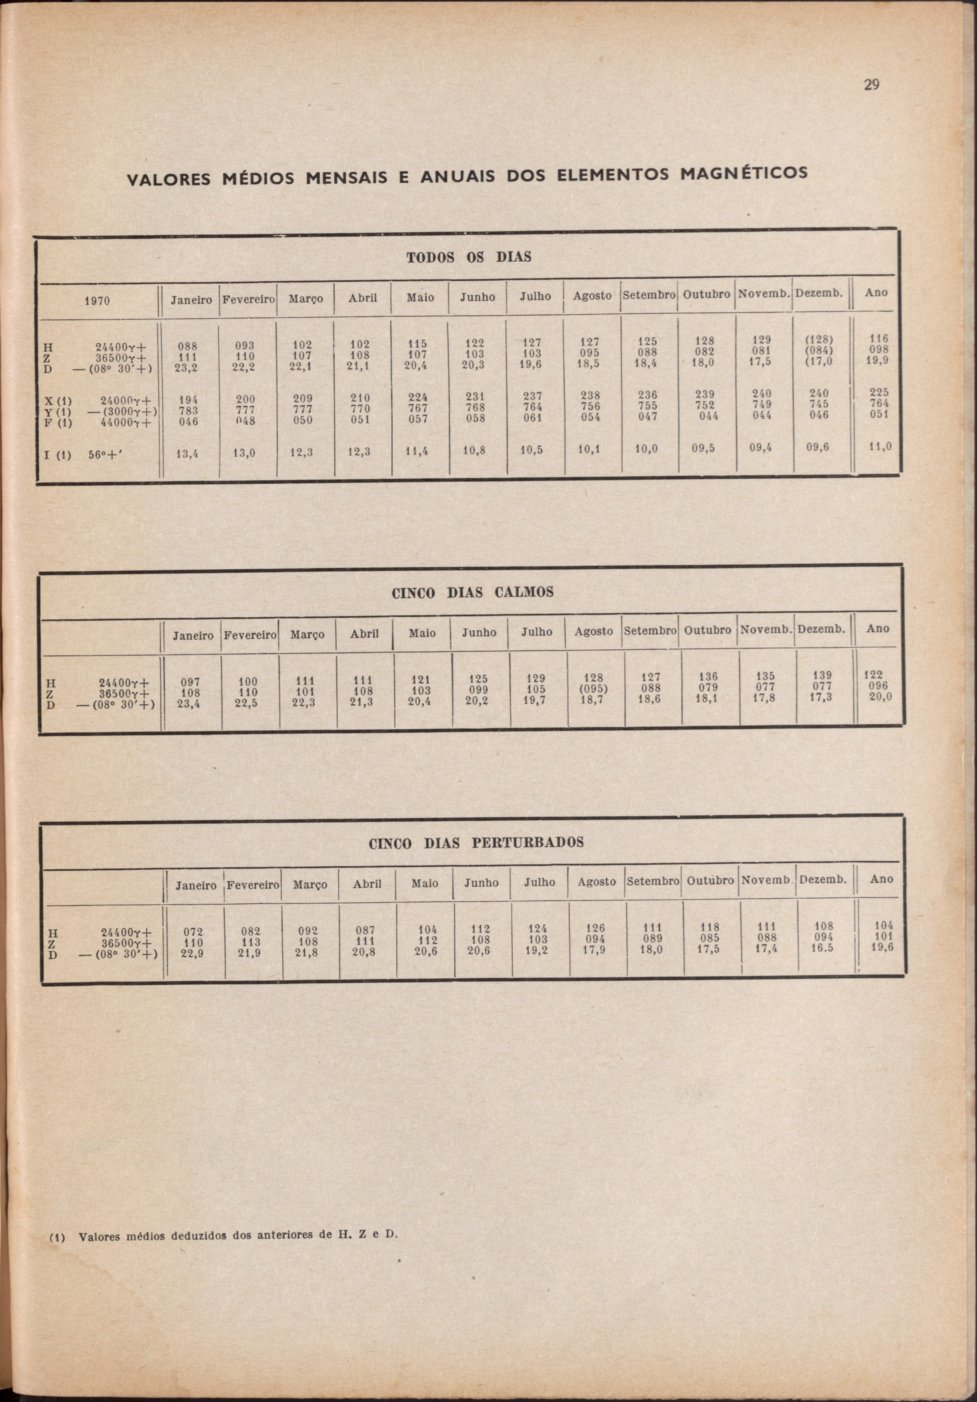 29
VALORES MÉDIOS MENSAIS E ANUAIS DOS ELEMENTOS MAGNÉTICOS
TODOS OS DIAS
1970 Janeiro Fevereiro Março Abril Maio Junho Julho Agosto Setembro Outubro Novemb. Dezemb. Ano
H 24400γ+ 088 093 102 102 115 122 127 127 125 128 129 (128) 116
Z 36500γ+ 111 110 107 108 107 103 103 095 088 082 081 (084) 098
D —(08º 30′+) 23,2 22,2 22,1 21,1 20,4 20,3 19,6 18,5 18,4 18,0 17,5 (17,0 19,9
X (1) 24000γ+ 194 200 209 210 224 231 237 238 236 239 240 240 225
Y (1) —(3000γ+) 783 777 777 770 767 768 764 756 755 752 749 745 764
F (1) 44000γ+ 046 048 050 051 057 058 061 054 047 044 044 046 051
I (1) 56º+′ 13,4 13,0 12,3 12,3 11,4 10,8 10,5 10,1 10,0 09,5 09,4 09,6 11,0
CINCO DIAS CALMOS
Janeiro Fevereiro Março Abril Maio Junho Julho Agosto Setembro Outubro Novemb. Dezemb. Ano
H 24400γ+ 097 100 111 111 121 125 129 128 127 136 135 139 122
Z 36500γ+ 108 110 101 108 103 099 105 (095) 088 079 077 077 096
D —(08º 30′+) 23,4 22,5 22,3 21,3 20,4 20,2 19,7 18,7 18,6 18,1 17,8 17,3 20,0
CINCO DIAS PERTURBADOS
Janeiro Fevereiro Março Abril Maio Junho Julho Agosto Setembro Outubro Novemb. Dezemb. Ano
H 24400γ+ 072 082 092 087 104 112 124 126 111 118 111 108 104
Z 36500γ+ 110 113 108 111 112 108 103 094 089 085 088 094 101
D —(08º 30′+) 22,9 21,9 21,8 20,8 20,6 20,6 19,2 17,9 18,0 17,5 17,4 16.5 19,6
(1) Valores médios deduzidos dos anteriores de H. Z e D.